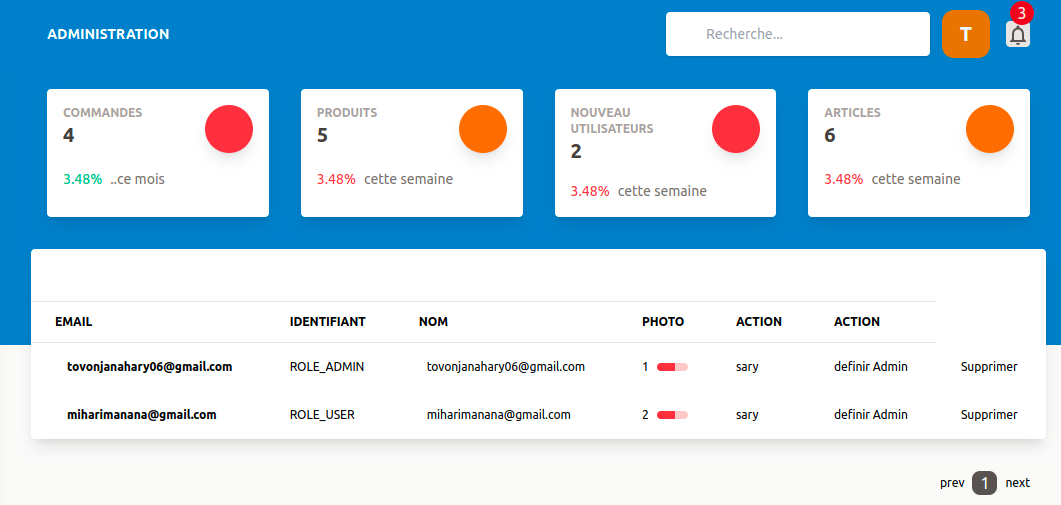 ADMINISTRATION
Recherche...
T
3
COMMANDES
4
3.48% ..ce mois
PRODUITS
5
3.48% cette semaine
NOUVEAU
UTILISATEURS
2
3.48% cette semaine
ARTICLES
6
3.48% cette semaine
EMAIL IDENTIFIANT NOM PHOTO ACTION ACTION
tovonjanahary06@gmail.com ROLE_ADMIN tovonjanahary06@gmail.com 1 sary definir Admin Supprimer
miharimanana@gmail.com ROLE_USER miharimanana@gmail.com 2 sary definir Admin Supprimer
prev 1 next